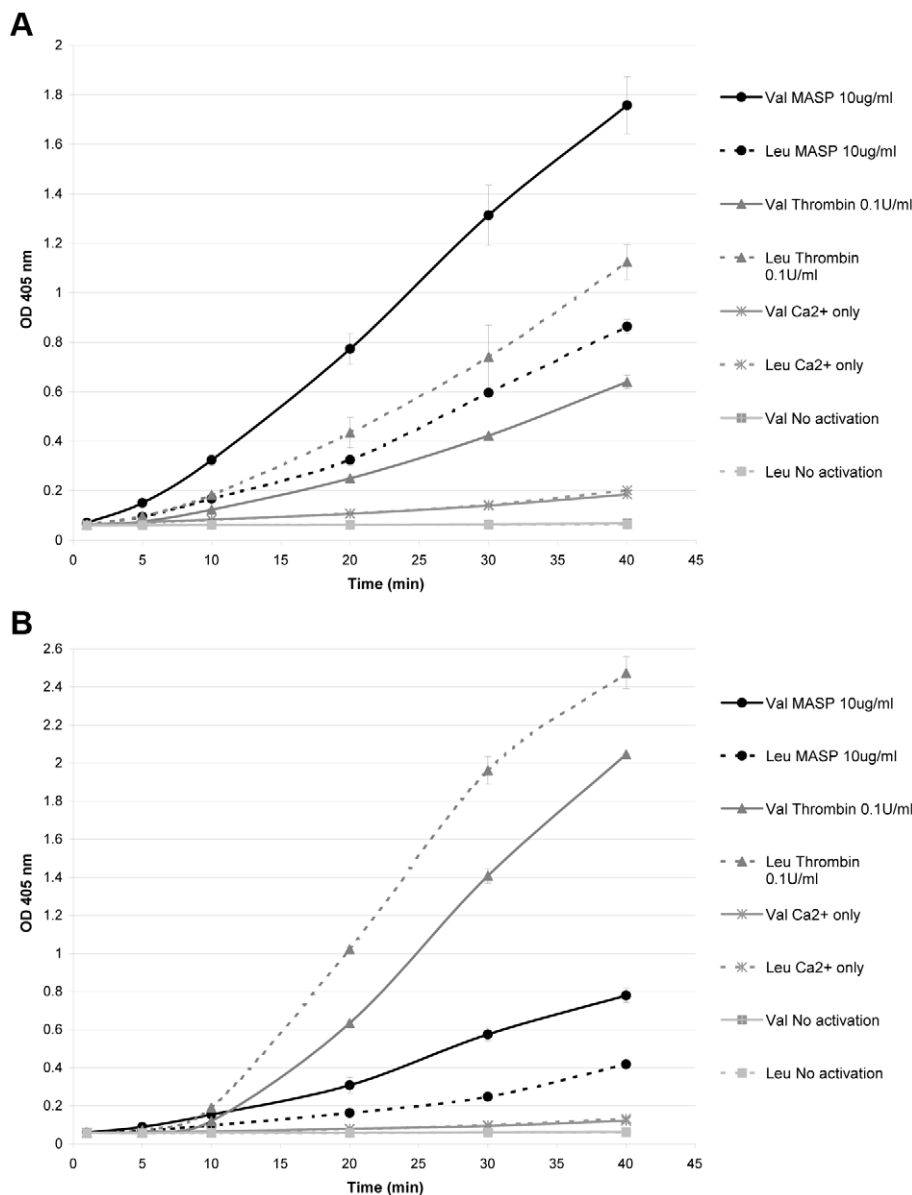 A
2
1.8
1.6
1.4
1.2
1
0.8
0.6
0.4
0.2
0
OD 405 nm
0 5 10 15 20 25 30 35 40 45
Time (min)
Val MASP 10ug/ml
Leu MASP 10ug/ml
Val Thrombin 0.1U/ml
Leu Thrombin
0.1U/ml
Val Ca2+ only
Leu Ca2+ only
Val No activation
Leu No activation
B
2.6
2.4
2.2
2
1.8
1.6
1.4
1.2
1
0.8
0.6
0.4
0.2
0
OD 405 nm
0 5 10 15 20 25 30 35 40 45
Time (min)
Val MASP 10ug/ml
Leu MASP 10ug/ml
Val Thrombin 0.1U/ml
Leu Thrombin
0.1U/ml
Val Ca2+ only
Leu Ca2+ only
Val No activation
Leu No activation